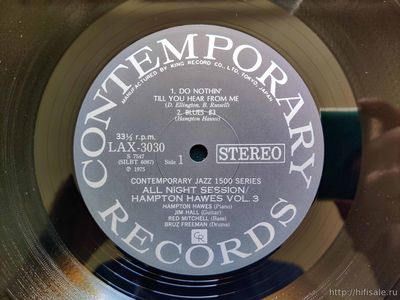 CONTEMPORARY
MANUFACTURED BY KING RECORD CO., LTD, TOKYO, JAPAN
1. DO NOTHIN'
TILL YOU HEAR FROM ME
(D. Ellington, B. Russell)
2. BLUES #3
(Hampton Hawes)
33⅓ r.p.m.
LAX-3030
S 7547
(SILBT 6087)
℗ 1975
Side 1
STEREO
CONTEMPORARY JAZZ 1500 SERIES
ALL NIGHT SESSION/
HAMPTON HAWES VOL. 3
HAMPTON HAWES (Piano)
JIM HALL (Guitar)
RED MITCHELL (Bass)
BRUZ FREEMAN (Drums)
CR
RECORDS
http://hifisale.ru